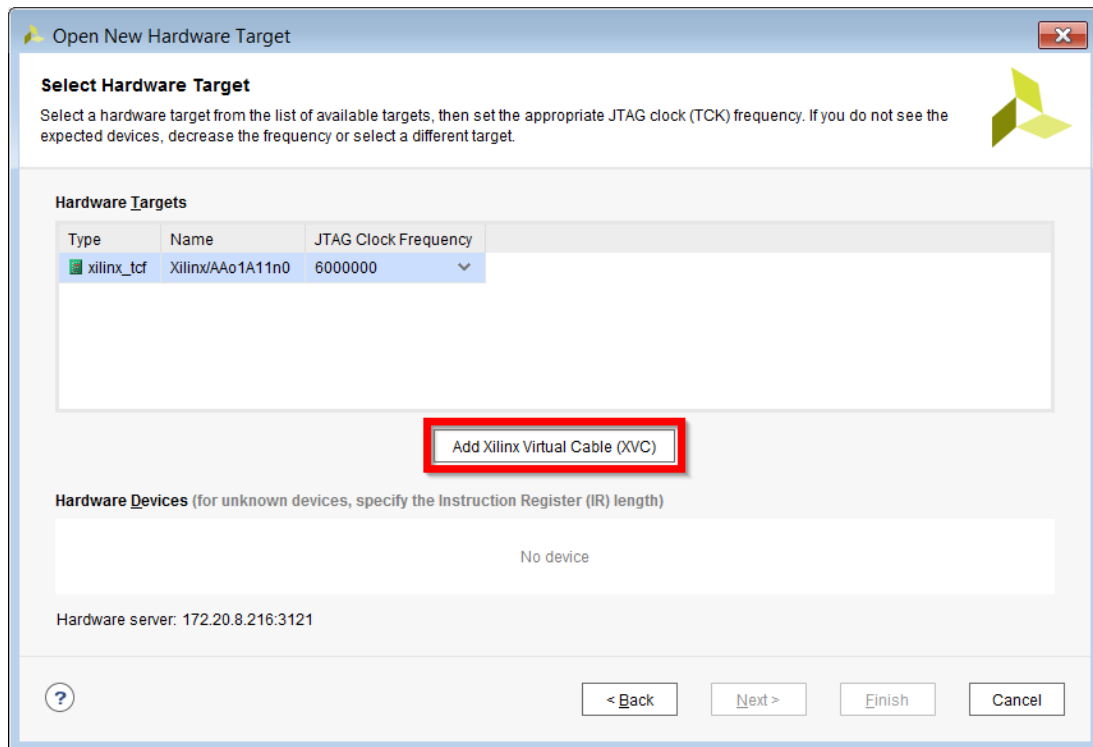 Open New Hardware Target
Select Hardware Target
Select a hardware target from the list of available targets, then set the appropriate JTAG clock (TCK) frequency. If you do not see the
expected devices, decrease the frequency or select a different target.
Hardware Targets
Type Name JTAG Clock Frequency
xilinx_tcf Xilinx/AAo1A11n0 6000000
Add Xilinx Virtual Cable (XVC)
Hardware Devices (for unknown devices, specify the Instruction Register (IR) length)
No device
Hardware server: 172.20.8.216:3121
? < Back Next > Finish Cancel